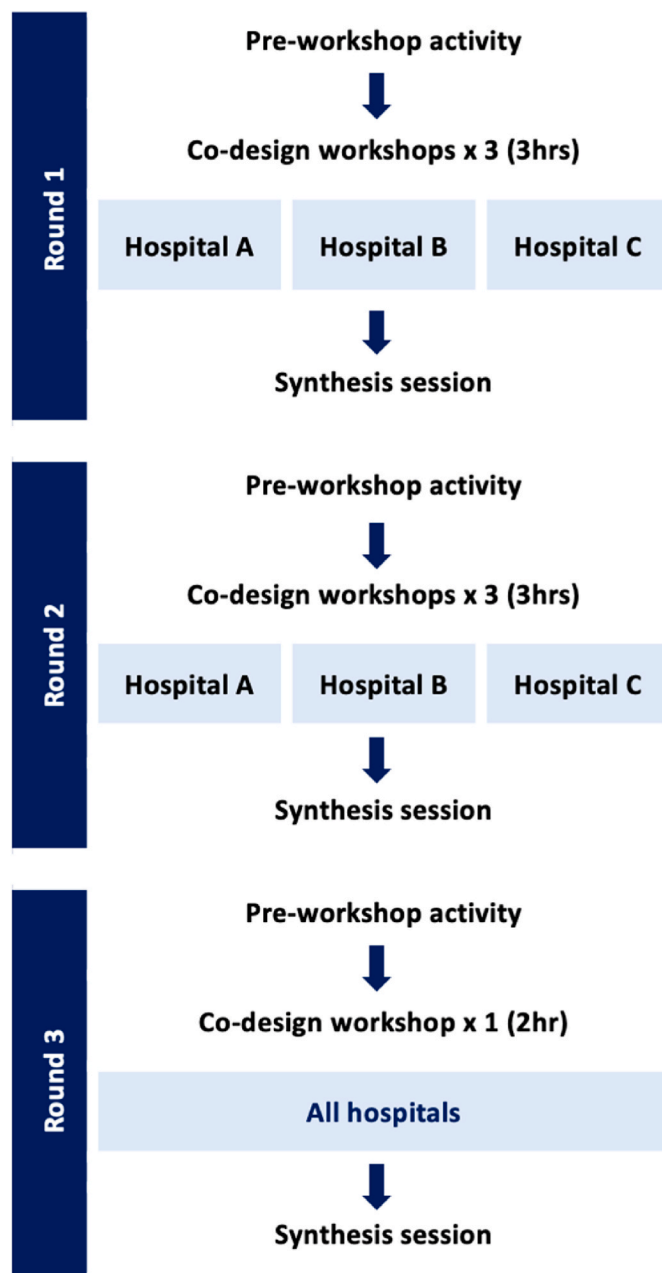 Round 1
Pre-workshop activity
Co-design workshops x 3 (3hrs)
Hospital A
Hospital B
Hospital C
Synthesis session
Round 2
Pre-workshop activity
Co-design workshops x 3 (3hrs)
Hospital A
Hospital B
Hospital C
Synthesis session
Round 3
Pre-workshop activity
Co-design workshop x 1 (2hr)
All hospitals
Synthesis session